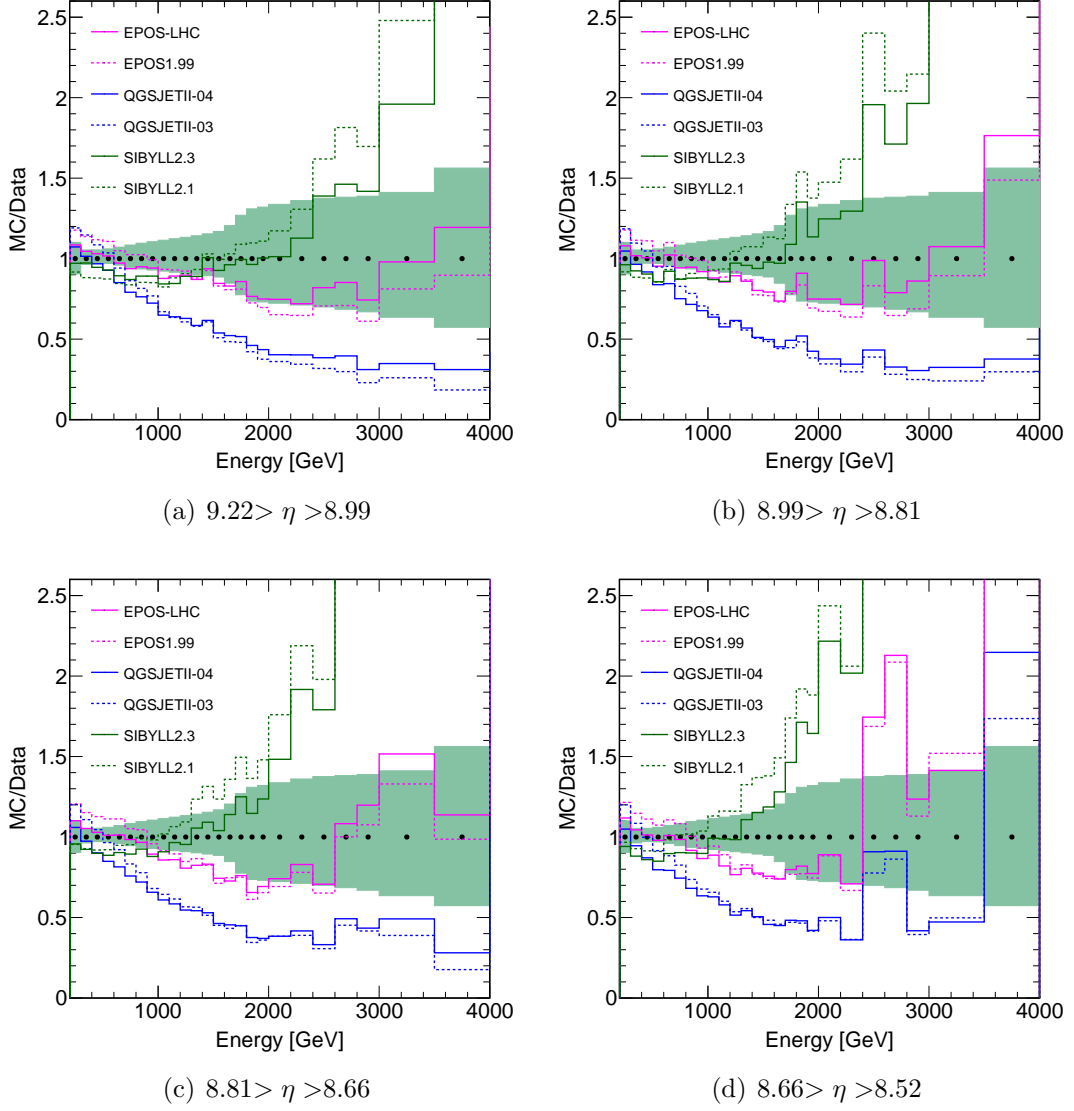 2.5
2
1.5
1
0.5
0
MC/Data
EPOS-LHC
EPOS1.99
QGSJETII-04
QGSJETII-03
SIBYLL2.3
SIBYLL2.1
1000 2000 3000 4000
Energy [GeV]
(a) 9.22> η >8.99
2.5
2
1.5
1
0.5
0
MC/Data
EPOS-LHC
EPOS1.99
QGSJETII-04
QGSJETII-03
SIBYLL2.3
SIBYLL2.1
1000 2000 3000 4000
Energy [GeV]
(b) 8.99> η >8.81
2.5
2
1.5
1
0.5
0
MC/Data
EPOS-LHC
EPOS1.99
QGSJETII-04
QGSJETII-03
SIBYLL2.3
SIBYLL2.1
1000 2000 3000 4000
Energy [GeV]
(c) 8.81> η >8.66
2.5
2
1.5
1
0.5
0
MC/Data
EPOS-LHC
EPOS1.99
QGSJETII-04
QGSJETII-03
SIBYLL2.3
SIBYLL2.1
1000 2000 3000 4000
Energy [GeV]
(d) 8.66> η >8.52